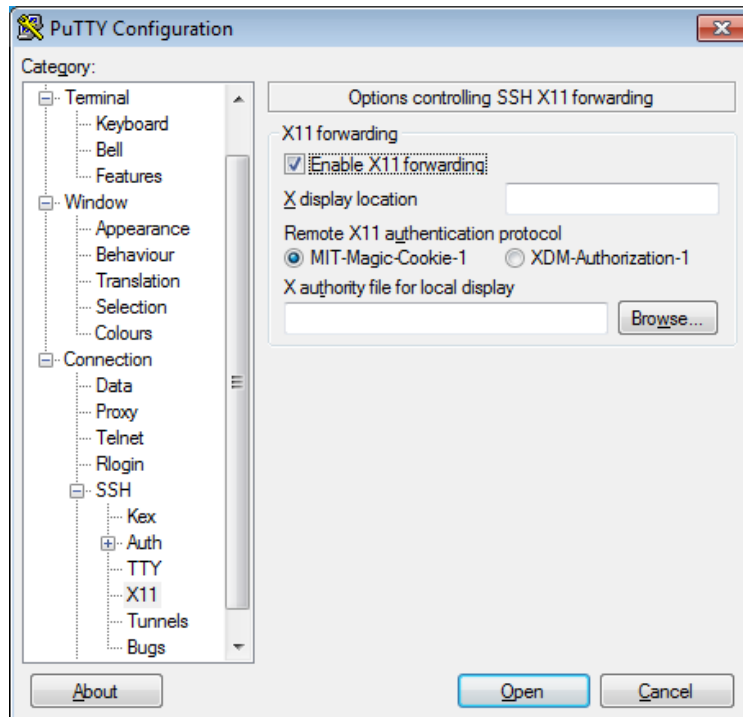 PuTTY Configuration
Category:
Terminal
Keyboard
Bell
Features
Window
Appearance
Behaviour
Translation
Selection
Colours
Connection
Data
Proxy
Telnet
Rlogin
SSH
Kex
Auth
TTY
X11
Tunnels
Bugs
Options controlling SSH X11 forwarding
X11 forwarding
Enable X11 forwarding
X display location
Remote X11 authentication protocol
MIT-Magic-Cookie-1 XDM-Authorization-1
X authority file for local display
Browse...
About Open Cancel